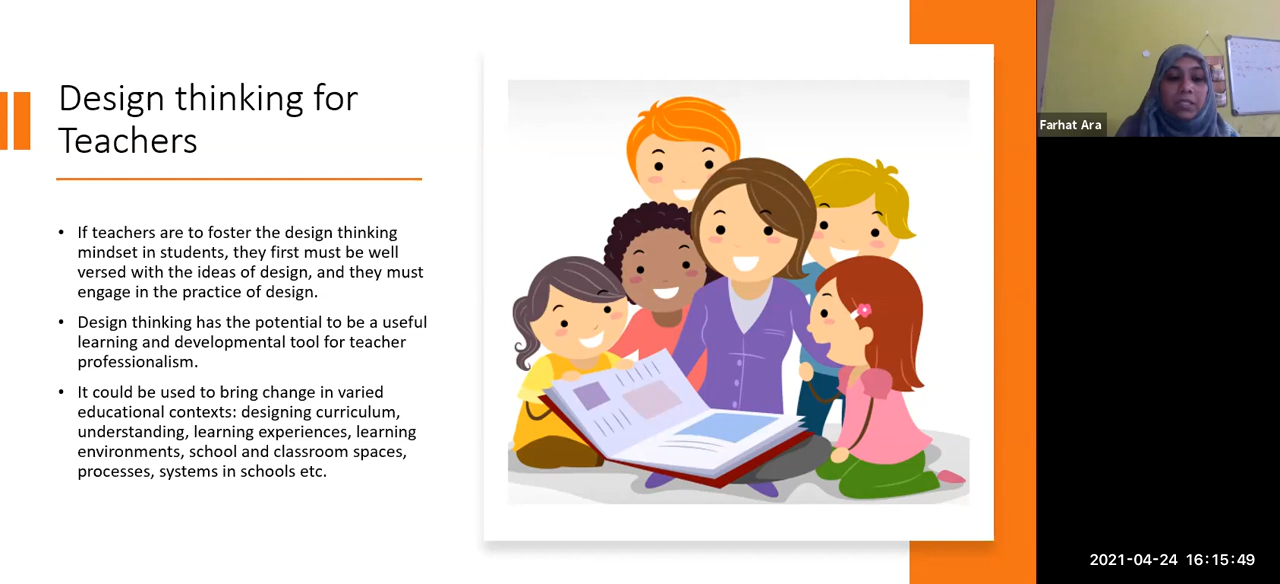 Design thinking for
Teachers
• If teachers are to foster the design thinking
mindset in students, they first must be well
versed with the ideas of design, and they must
engage in the practice of design.
• Design thinking has the potential to be a useful
learning and developmental tool for teacher
professionalism.
• It could be used to bring change in varied
educational contexts: designing curriculum,
understanding, learning experiences, learning
environments, school and classroom spaces,
processes, systems in schools etc.
Farhat Ara
2021-04-24 16:15:49